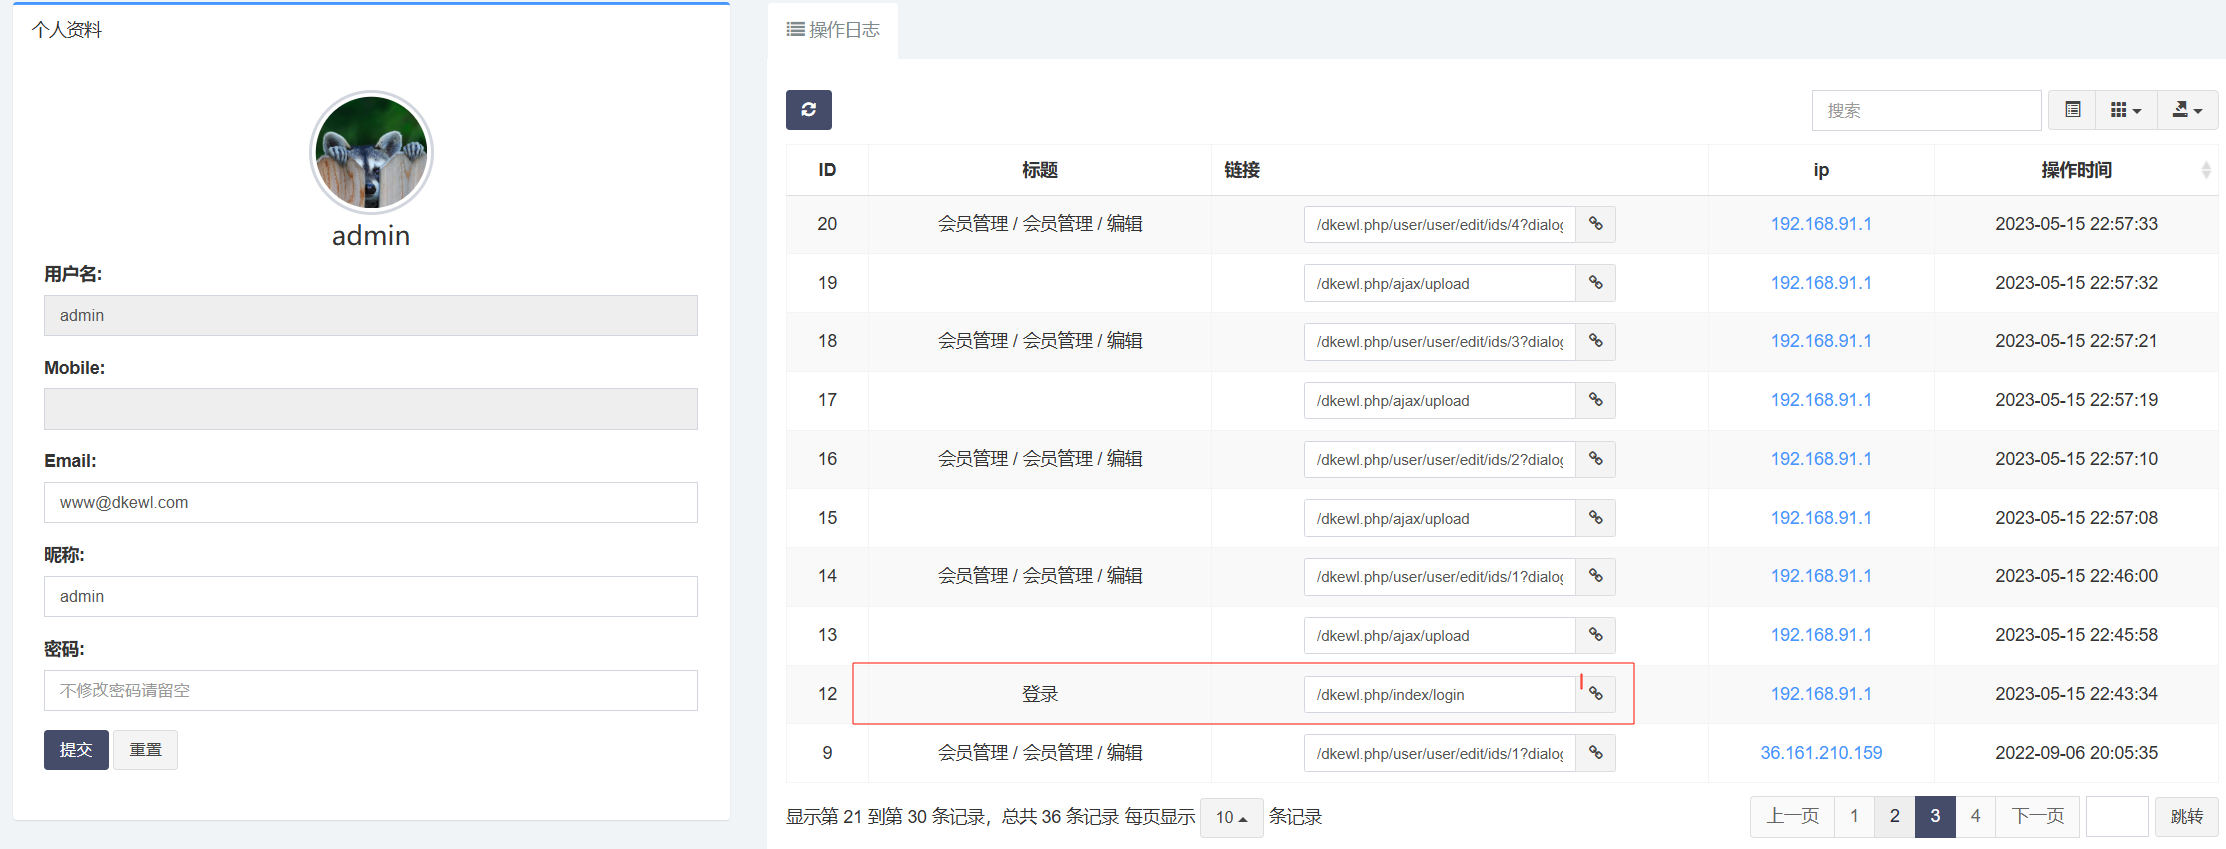 个人资料
admin
用户名:
admin
Mobile:
Email:
www@dkewl.com
昵称:
admin
密码:
不修改密码请留空
提交 重置
操作日志
搜索
ID 标题 链接 ip 操作时间
20 会员管理 / 会员管理 / 编辑 /dkewl.php/user/user/edit/ids/4?dialog 192.168.91.1 2023-05-15 22:57:33
19 /dkewl.php/ajax/upload 192.168.91.1 2023-05-15 22:57:32
18 会员管理 / 会员管理 / 编辑 /dkewl.php/user/user/edit/ids/3?dialog 192.168.91.1 2023-05-15 22:57:21
17 /dkewl.php/ajax/upload 192.168.91.1 2023-05-15 22:57:19
16 会员管理 / 会员管理 / 编辑 /dkewl.php/user/user/edit/ids/2?dialog 192.168.91.1 2023-05-15 22:57:10
15 /dkewl.php/ajax/upload 192.168.91.1 2023-05-15 22:57:08
14 会员管理 / 会员管理 / 编辑 /dkewl.php/user/user/edit/ids/1?dialog 192.168.91.1 2023-05-15 22:46:00
13 /dkewl.php/ajax/upload 192.168.91.1 2023-05-15 22:45:58
12 登录 /dkewl.php/index/login 192.168.91.1 2023-05-15 22:43:34
9 会员管理 / 会员管理 / 编辑 /dkewl.php/user/user/edit/ids/1?dialog 36.161.210.159 2022-09-06 20:05:35
显示第 21 到第 30 条记录，总共 36 条记录 每页显示 10 条记录 上一页 1 2 3 4 下一页 跳转